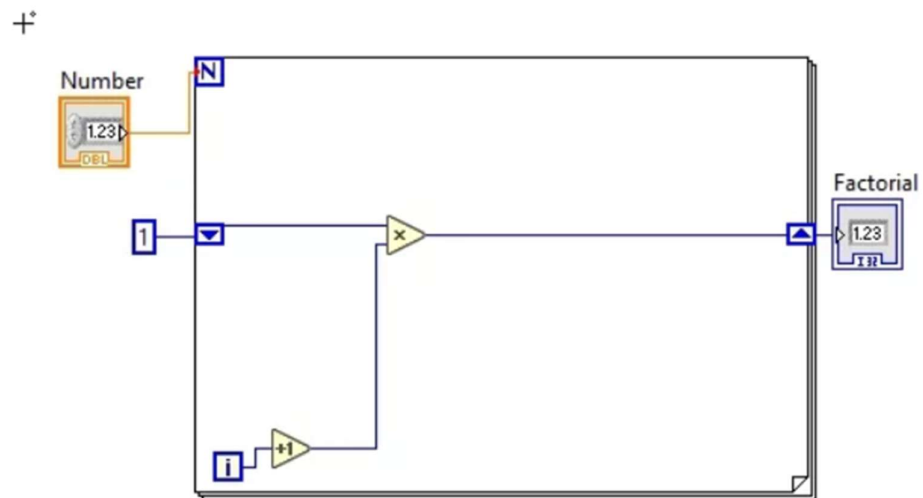 Number
N
1.23
DBL
Factorial
1
×
1.23
I32
+1
i